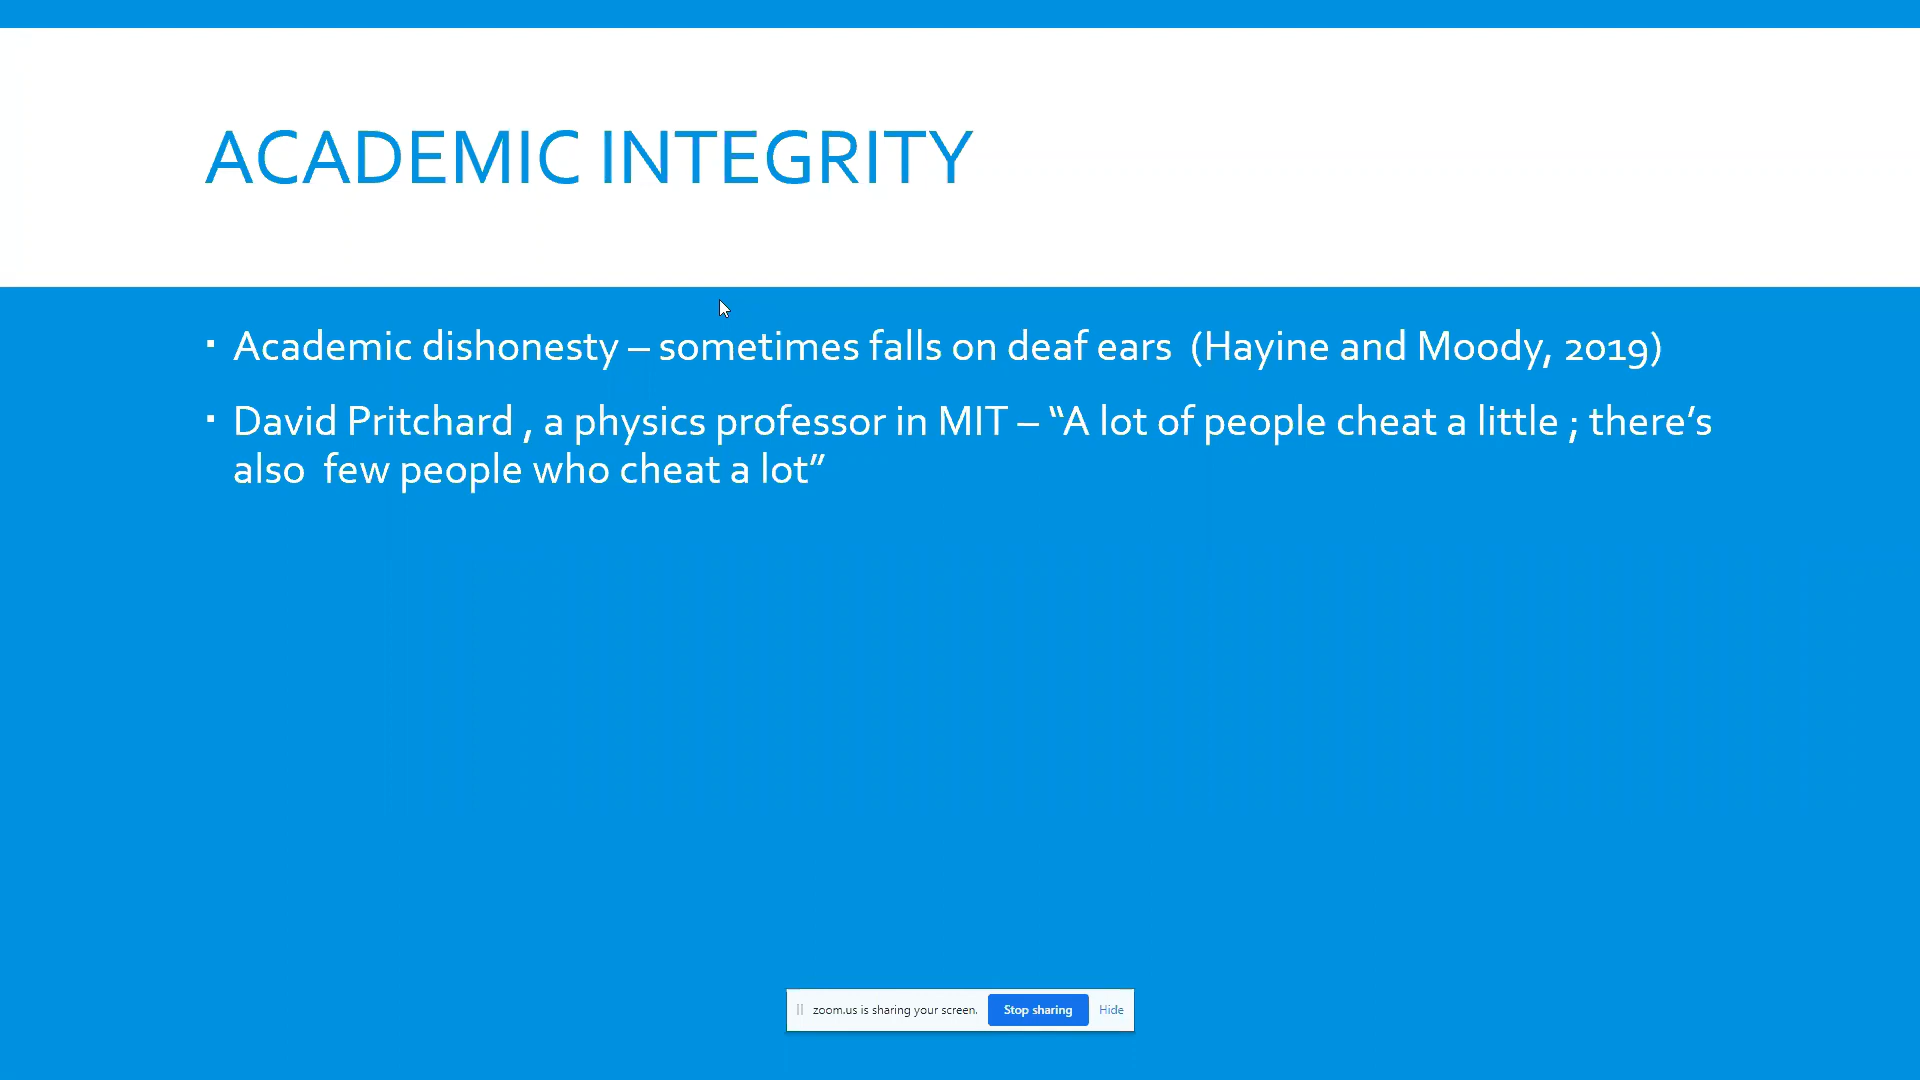 ACADEMIC INTEGRITY
▪ Academic dishonesty – sometimes falls on deaf ears  (Hayine and Moody, 2019)
▪ David Pritchard , a physics professor in MIT – “A lot of people cheat a little ; there’s
also  few people who cheat a lot”
zoom.us is sharing your screen. Stop sharing Hide